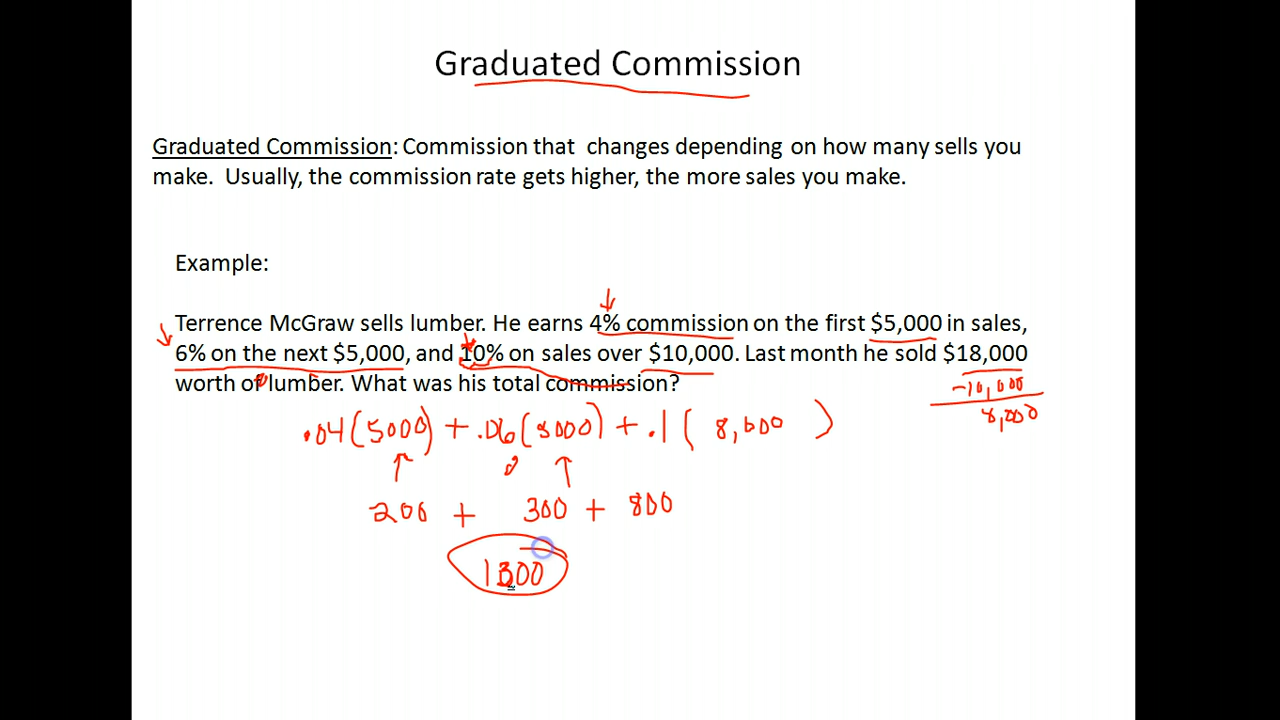 Graduated Commission
Graduated Commission: Commission that changes depending on how many sells you
make. Usually, the commission rate gets higher, the more sales you make.
Example:
Terrence McGraw sells lumber. He earns 4% commission on the first $5,000 in sales,
6% on the next $5,000, and 10% on sales over $10,000. Last month he sold $18,000
worth of lumber. What was his total commission?
-10,000
8,000
.04(5000) + .06(5000) + .1( 8,000 )
200 + 300 + 800
1300